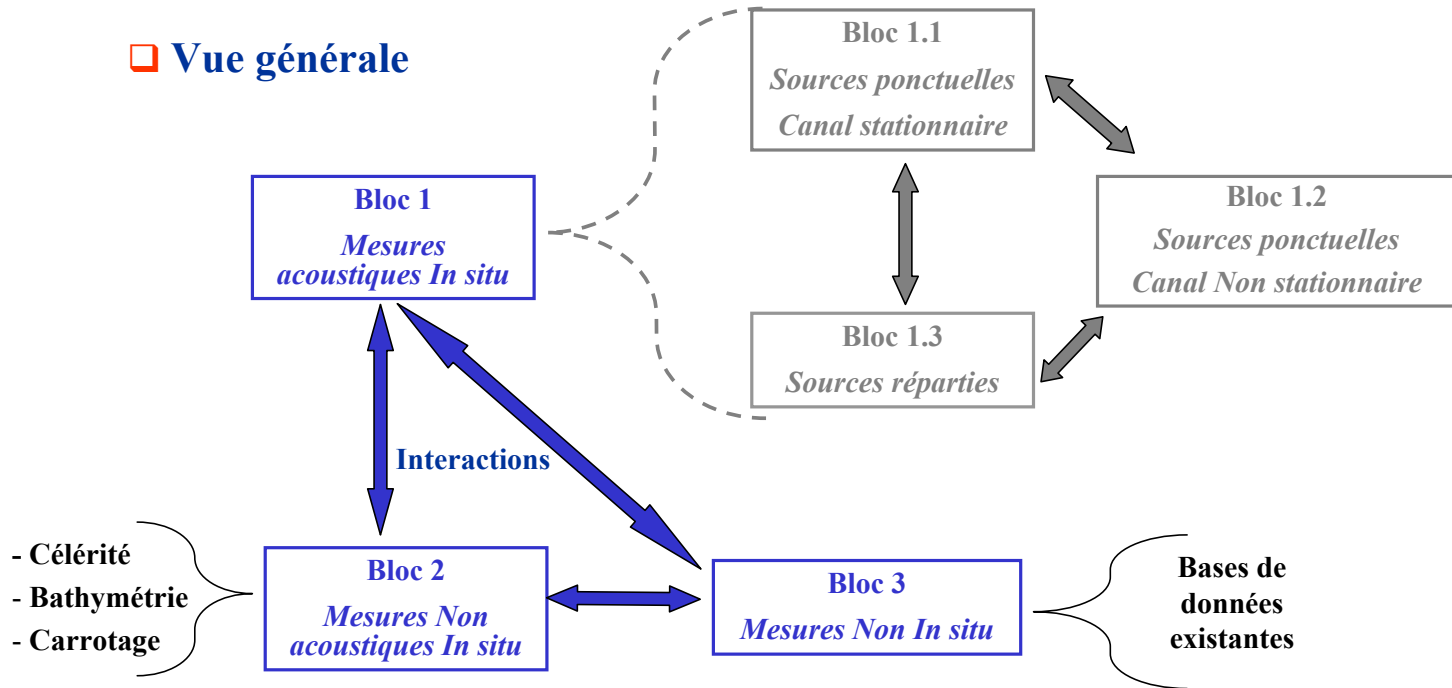 Vue générale
Bloc 1.1
Sources ponctuelles
Canal stationnaire
Bloc 1
Mesures
acoustiques In situ
Bloc 1.2
Sources ponctuelles
Canal Non stationnaire
Bloc 1.3
Sources réparties
Interactions
- Célérité
- Bathymétrie
- Carrotage
Bloc 2
Mesures Non
acoustiques In situ
Bloc 3
Mesures Non In situ
Bases de
données
existantes